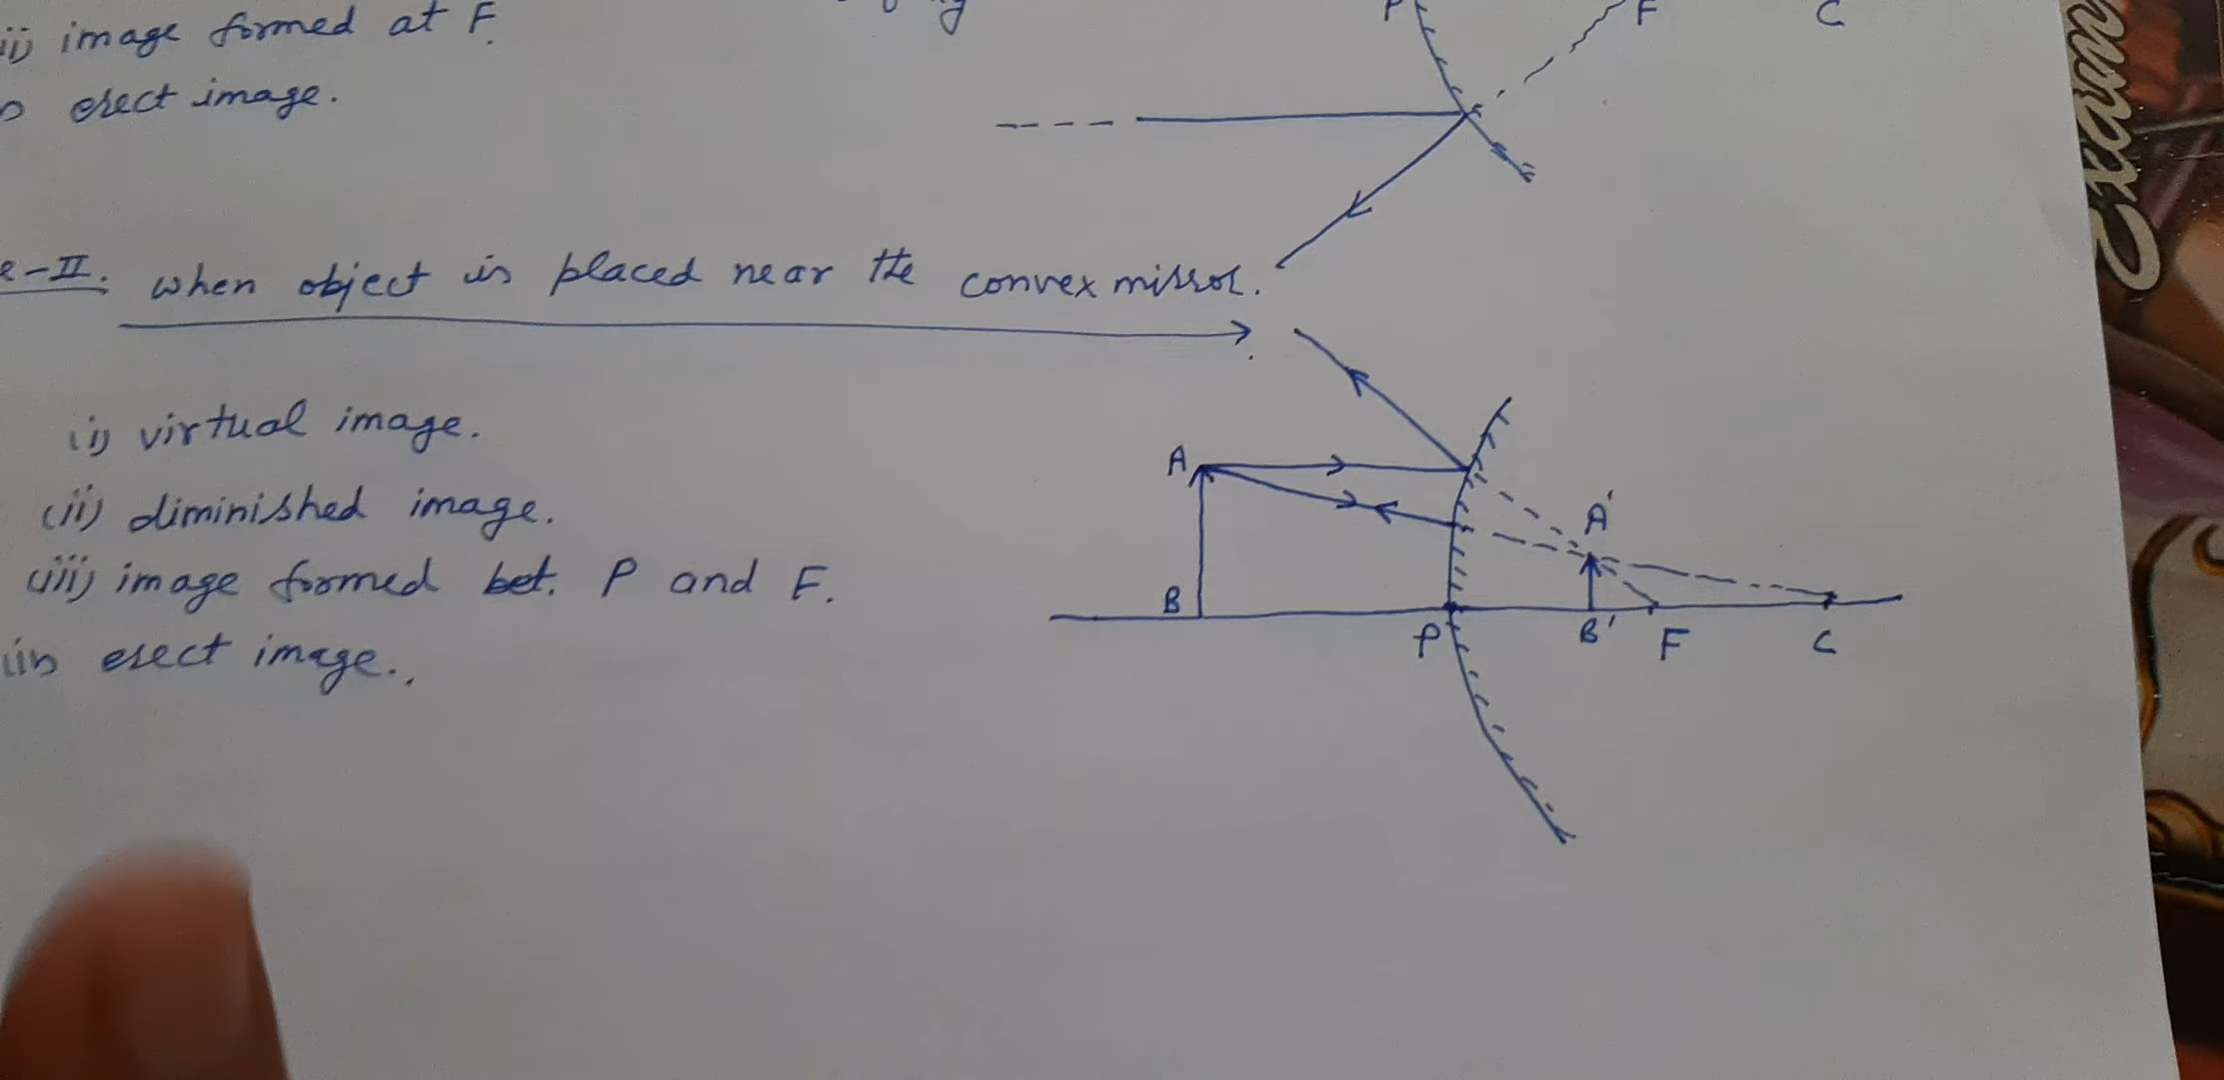 ii) image formed at F.
P F C
erect image.
e-II. when object is placed near the convex mirror.
(i) virtual image.
(ii) diminished image.
(iii) image formed bet. P and F.
erect image.
A A'
B P B' F C
Exam